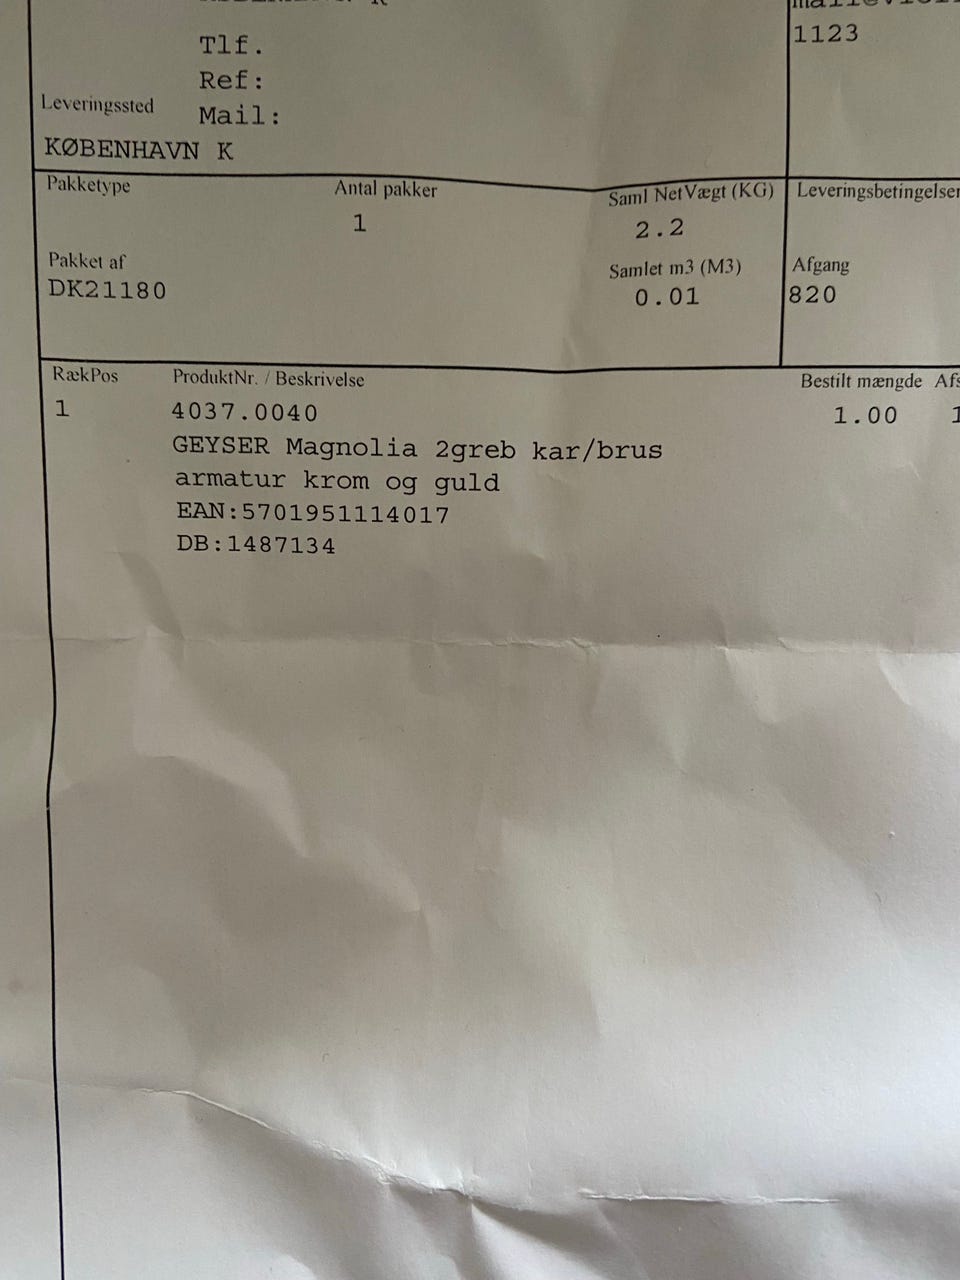 1123
Tlf.
Ref:
Leveringssted
Mail:
KØBENHAVN K
Pakketype
Antal pakker
Saml NetVægt (KG)
Leveringsbetingelser
1
2.2
Pakket af
Samlet m3 (M3)
Afgang
DK21180
0.01
820
RækPos
ProduktNr. / Beskrivelse
Bestilt mængde
1
4037.0040
1.00
1
GEYSER Magnolia 2greb kar/brus
armatur krom og guld
EAN:5701951114017
DB:1487134